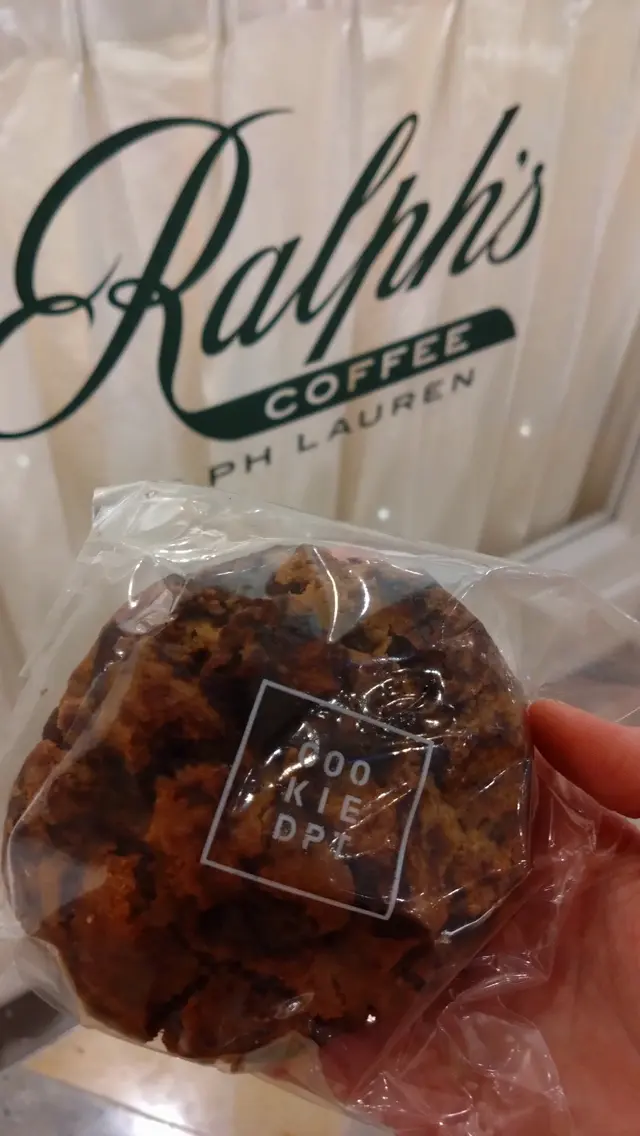 Ralph's
COFFEE
PH LAUREN
COO
KIE
DPT